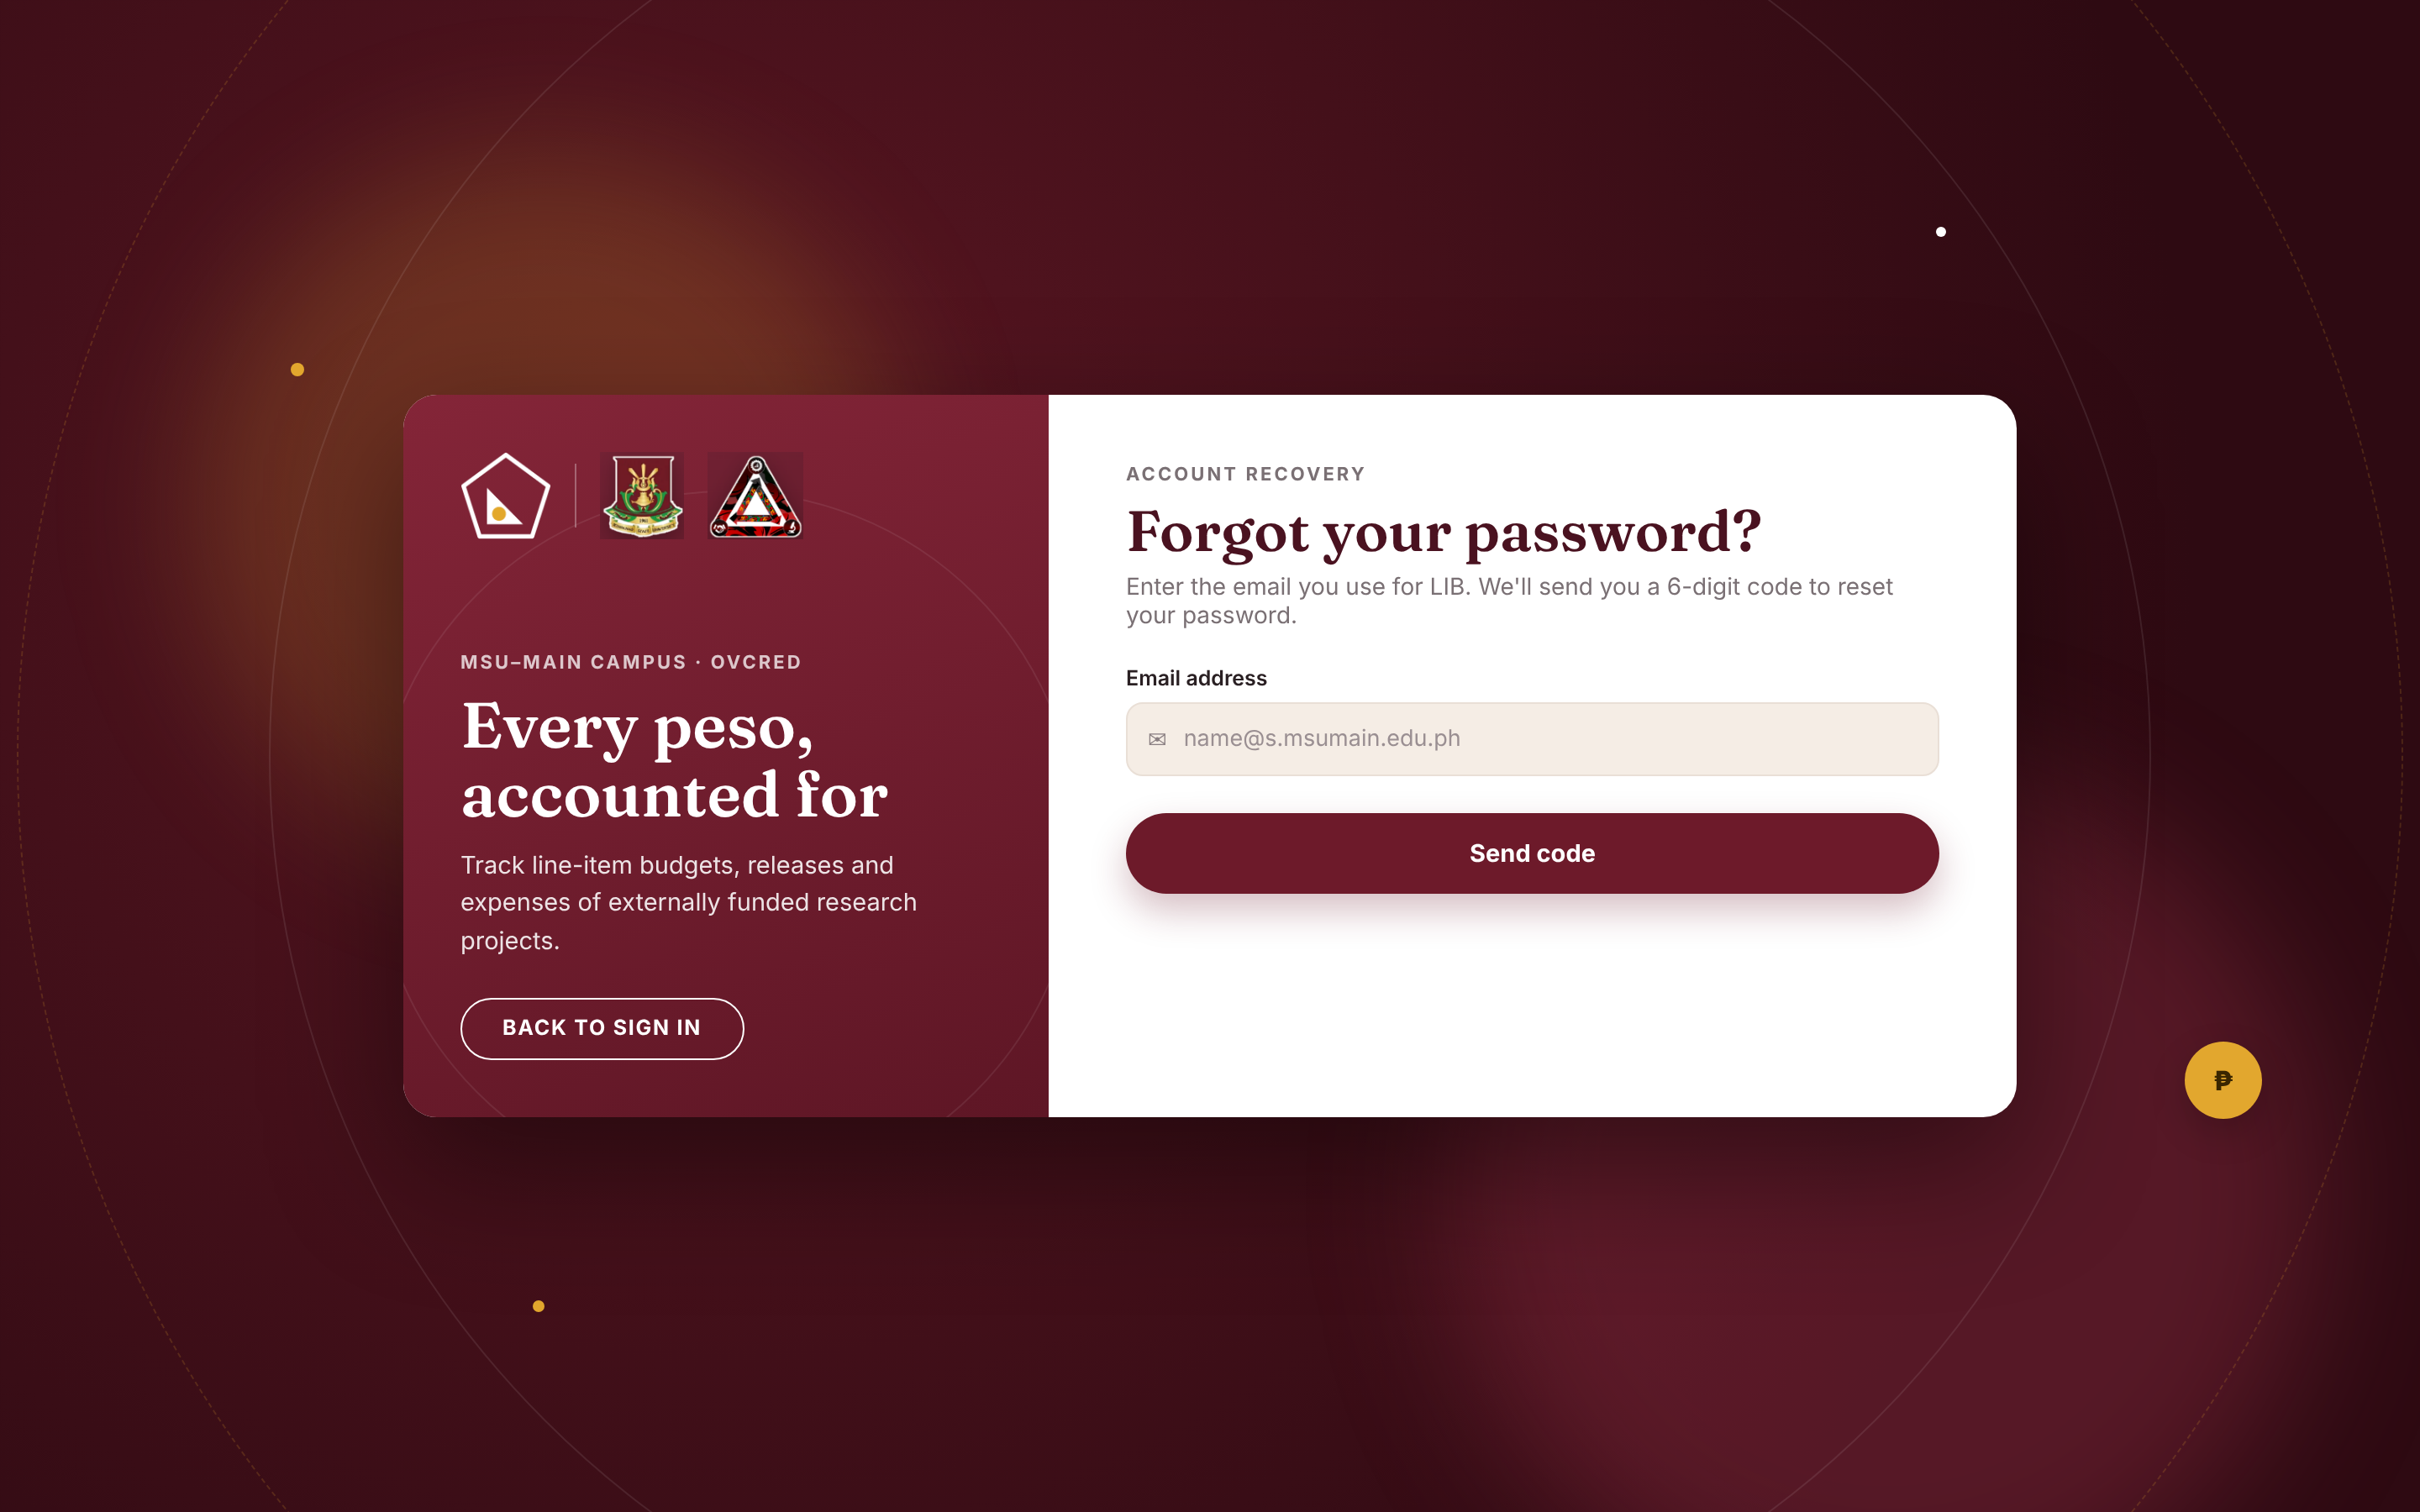 MSU–MAIN CAMPUS · OVCRED
Every peso,
accounted for
Track line-item budgets, releases and
expenses of externally funded research
projects.
BACK TO SIGN IN
ACCOUNT RECOVERY
Forgot your password?
Enter the email you use for LIB. We'll send you a 6-digit code to reset
your password.
Email address
✉ name@s.msumain.edu.ph
Send code
₱